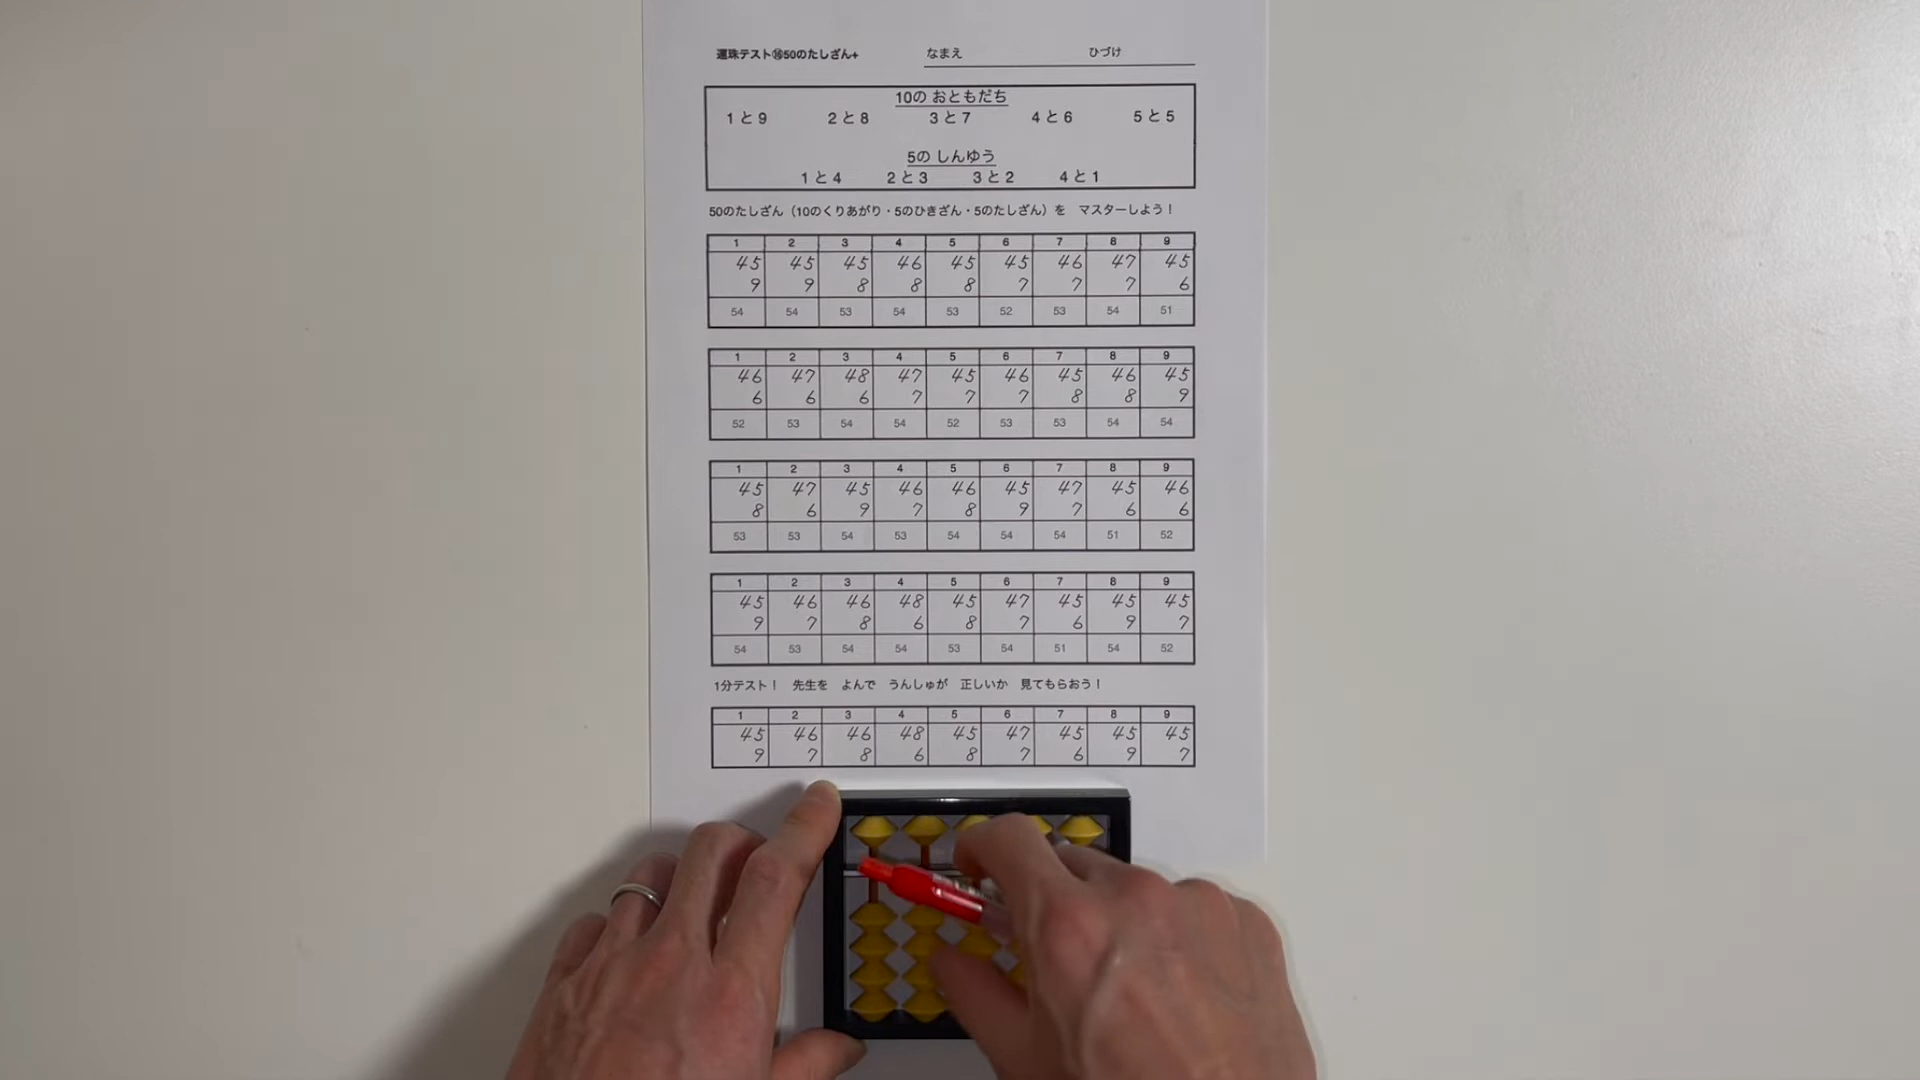 運珠テスト⑯50のたしざん+ なまえ ひづけ
10の おともだち
1と9 2と8 3と7 4と6 5と5
5の しんゆう
1と4 2と3 3と2 4と1
50のたしざん（10のくりあがり・5のひきざん・5のたしざん）を マスターしよう！
1 2 3 4 5 6 7 8 9
45 45 45 46 45 45 46 47 45
9 9 8 8 8 7 7 7 6
54 54 53 54 53 52 53 54 51
1 2 3 4 5 6 7 8 9
46 47 48 47 45 46 45 46 45
6 6 6 7 7 7 8 8 9
52 53 54 54 52 53 53 54 54
1 2 3 4 5 6 7 8 9
45 47 45 46 46 45 47 45 46
8 6 9 7 8 9 7 6 6
53 53 54 53 54 54 54 51 52
1 2 3 4 5 6 7 8 9
45 46 46 48 45 47 45 45 45
9 7 8 6 8 7 6 9 7
54 53 54 54 53 54 51 54 52
1分テスト！ 先生を よんで うんしゅが 正しいか 見てもらおう！
1 2 3 4 5 6 7 8 9
45 46 46 48 45 47 45 45 45
9 7 8 6 8 7 6 9 7